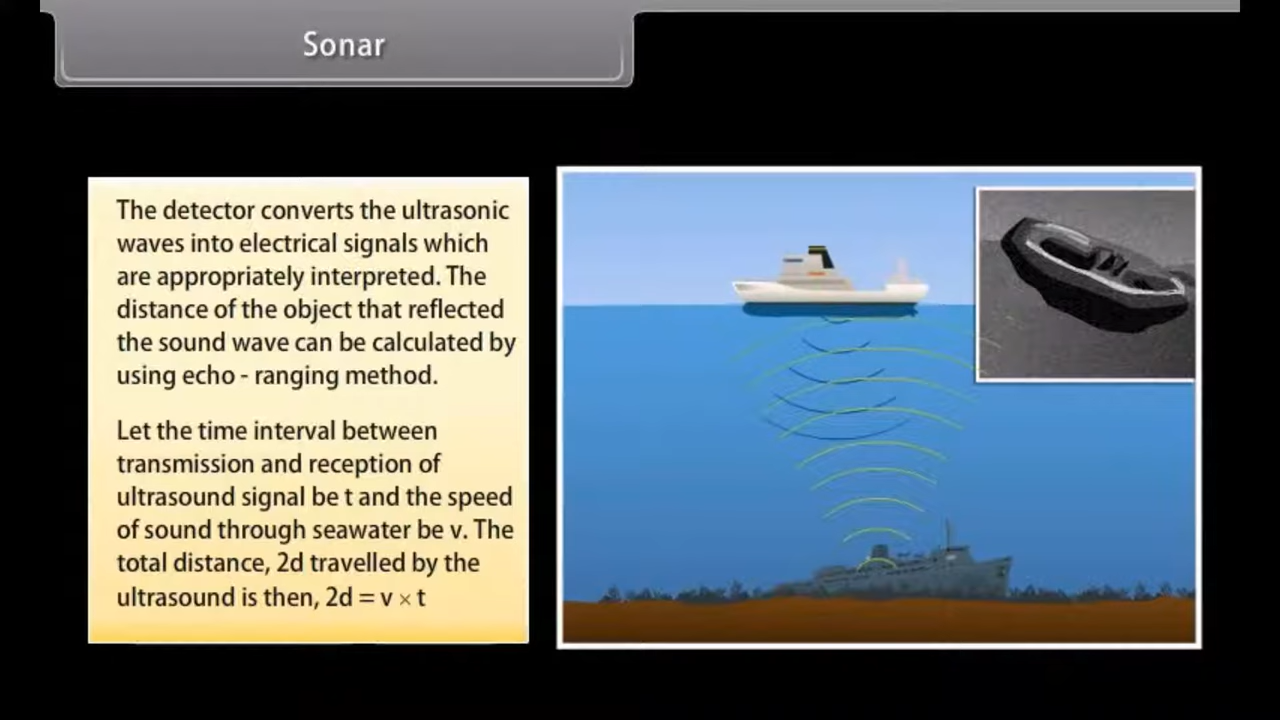 Sonar
The detector converts the ultrasonic
waves into electrical signals which
are appropriately interpreted. The
distance of the object that reflected
the sound wave can be calculated by
using echo - ranging method.
Let the time interval between
transmission and reception of
ultrasound signal be t and the speed
of sound through seawater be v. The
total distance, 2d travelled by the
ultrasound is then, 2d = v × t